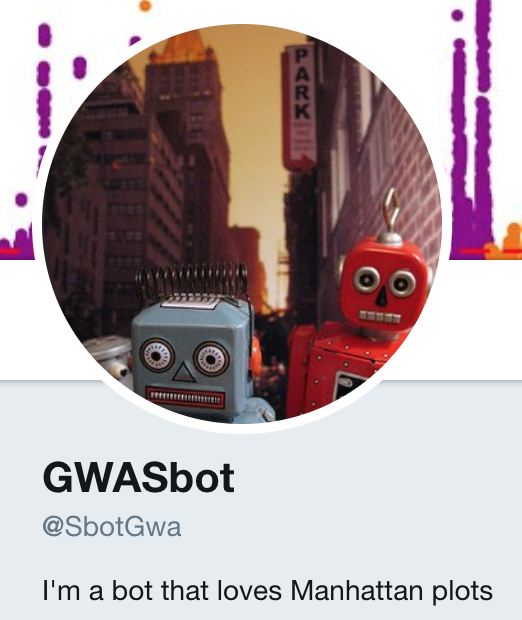 PARK
GWASbot
@SbotGwa
I'm a bot that loves Manhattan plots